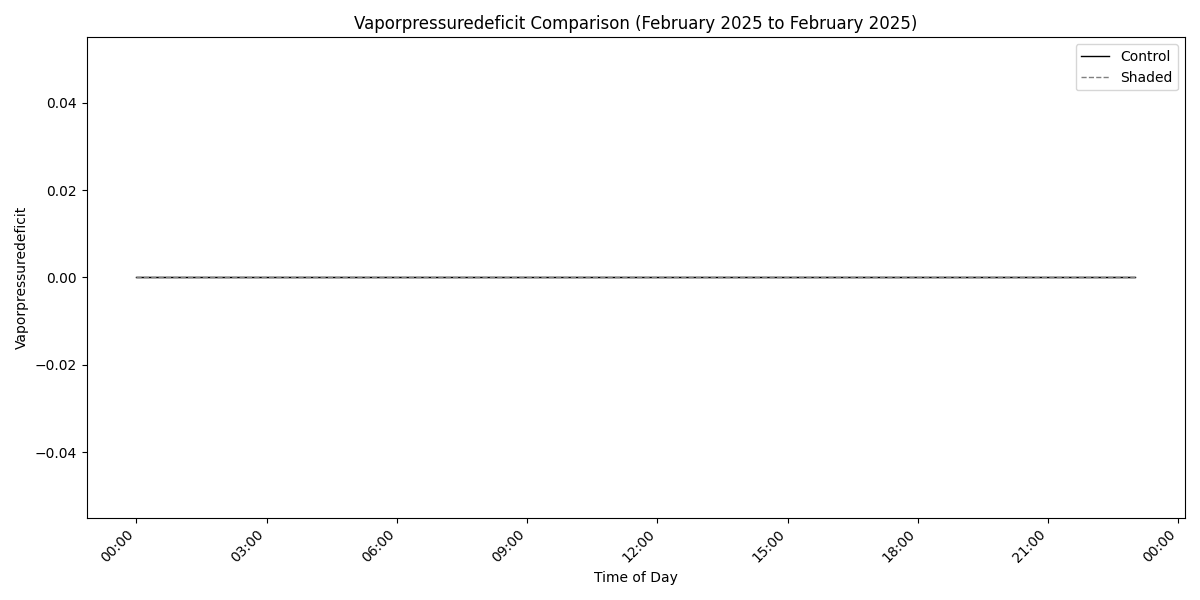 Vaporpressuredeficit Comparison (February 2025 to February 2025)
Control
Shaded
Vaporpressuredeficit
0.04
0.02
0.00
−0.02
−0.04
00:00
03:00
06:00
09:00
12:00
15:00
18:00
21:00
00:00
Time of Day